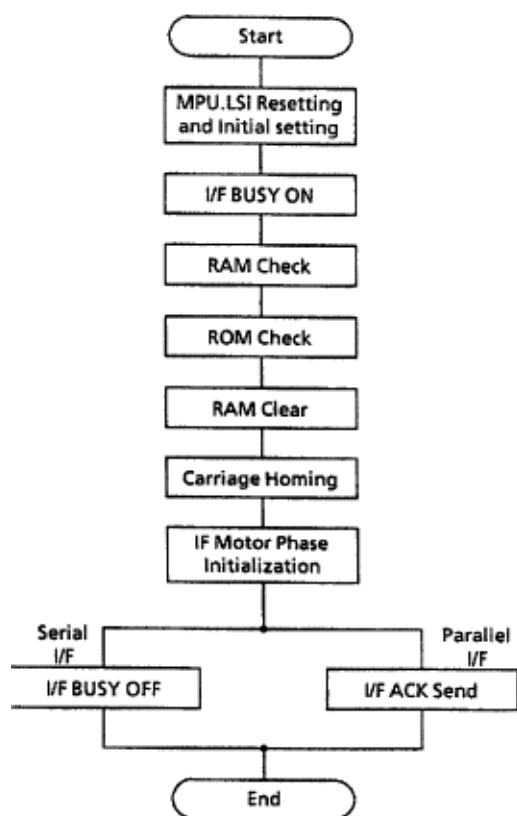 Start
MPU.LSI Resetting
and Initial setting
I/F BUSY ON
RAM Check
ROM Check
RAM Clear
Carriage Homing
IF Motor Phase
Initialization
Serial
I/F
I/F BUSY OFF
Parallel
I/F
I/F ACK Send
End